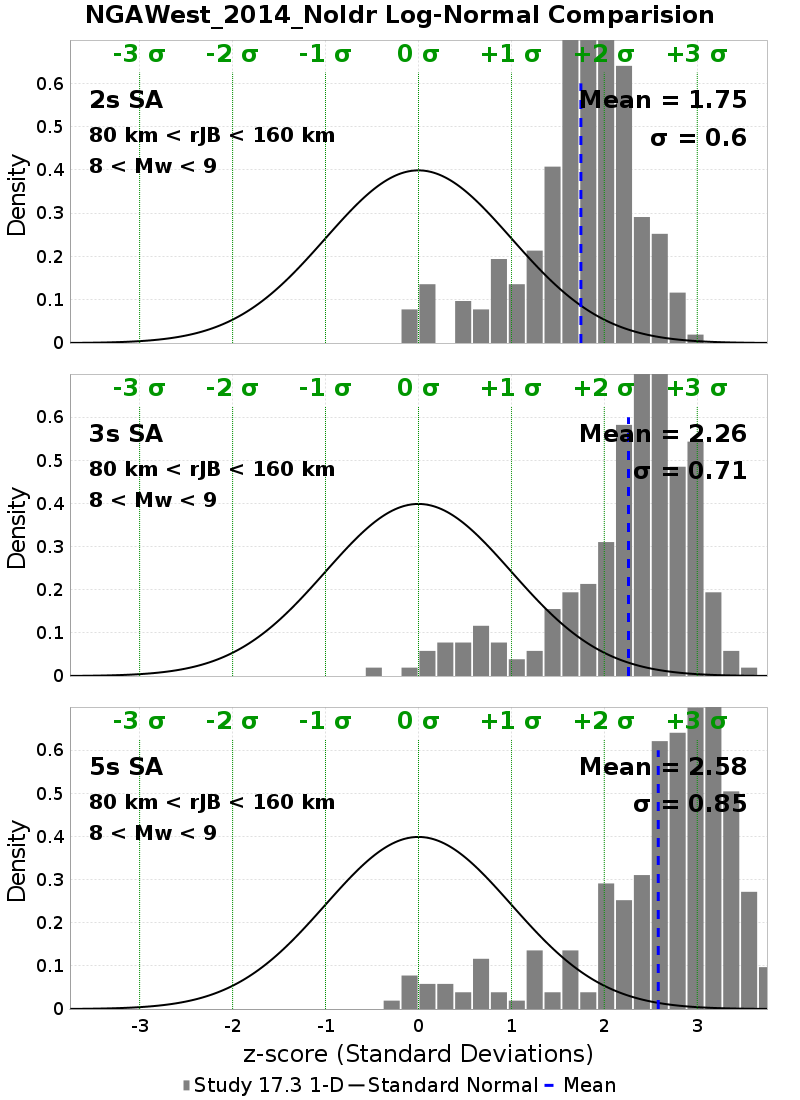 NGAWest_2014_NoIdr Log-Normal Comparision
-3 σ -2 σ -1 σ 0 σ +1 σ +2 σ +3 σ
2s SA
Mean = 1.75
80 km < rJB < 160 km
σ = 0.6
8 < Mw < 9
Density
0.6
0.5
0.4
0.3
0.2
0.1
0
-3 σ -2 σ -1 σ 0 σ +1 σ +2 σ +3 σ
3s SA
Mean = 2.26
80 km < rJB < 160 km
σ = 0.71
8 < Mw < 9
Density
0.6
0.5
0.4
0.3
0.2
0.1
0
-3 σ -2 σ -1 σ 0 σ +1 σ +2 σ +3 σ
5s SA
Mean = 2.58
80 km < rJB < 160 km
σ = 0.85
8 < Mw < 9
Density
0.6
0.5
0.4
0.3
0.2
0.1
0
-3 -2 -1 0 1 2 3
z-score (Standard Deviations)
Study 17.3 1-D Standard Normal Mean